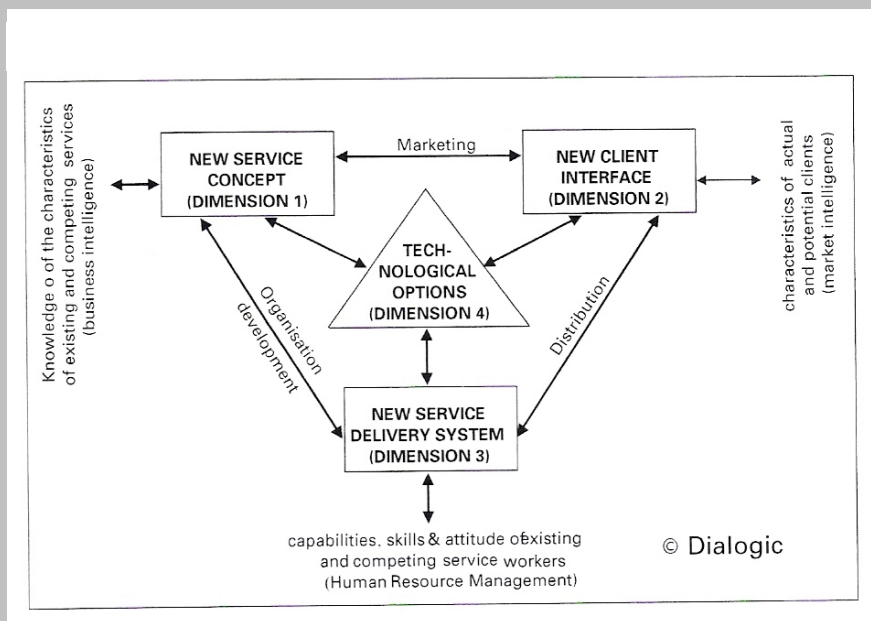 Knowledge o of the characteristics
of existing and competing services
(business intelligence)
NEW SERVICE
CONCEPT
(DIMENSION 1)
Marketing
NEW CLIENT
INTERFACE
(DIMENSION 2)
characteristics of actual
and potential clients
(market intelligence)
TECH-
NOLOGICAL
OPTIONS
(DIMENSION 4)
Organisation
development
Distribution
NEW SERVICE
DELIVERY SYSTEM
(DIMENSION 3)
capabilities, skills & attitude of existing
and competing service workers
(Human Resource Management)
© Dialogic